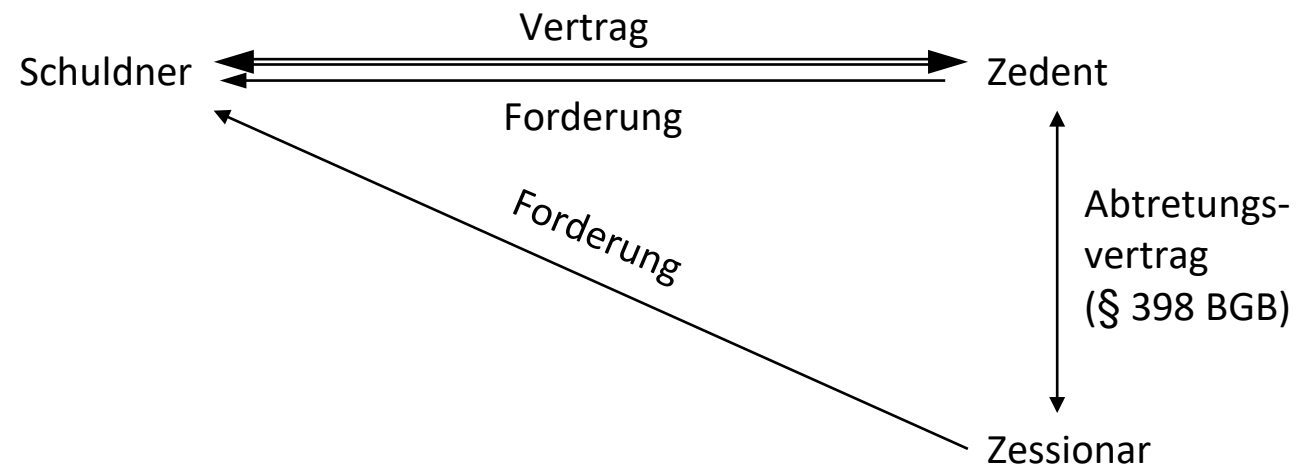 Vertrag
Schuldner
Zedent
Forderung
Forderung
Abtretungs-
vertrag
(§ 398 BGB)
Zessionar